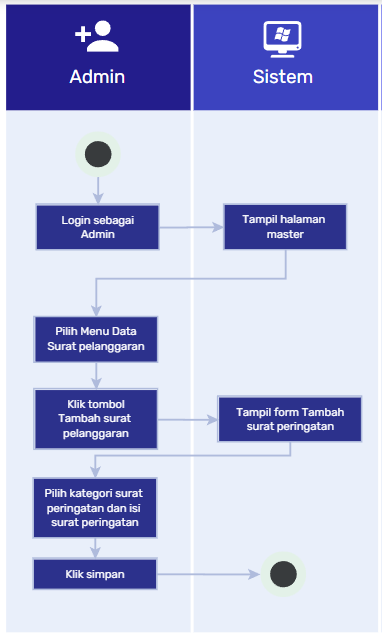 Admin
Sistem
Login sebagai
Admin
Tampil halaman
master
Pilih Menu Data
Surat pelanggaran
Klik tombol
Tambah surat
pelanggaran
Tampil form Tambah
surat peringatan
Pilih kategori surat
peringatan dan isi
surat peringatan
Klik simpan